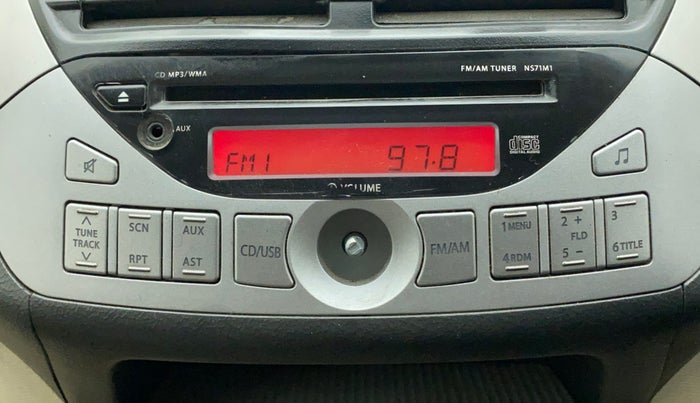 CD MP3/WMA
FM/AM TUNER NS71M1
AUX
FM1 97.8
COMPACT
disc
DIGITAL AUDIO
VOLUME
TUNE
TRACK
SCN
RPT
AUX
AST
CD/USB
FM/AM
1 MENU
4 RDM
2 +
FLD
5 -
3
6 TITLE